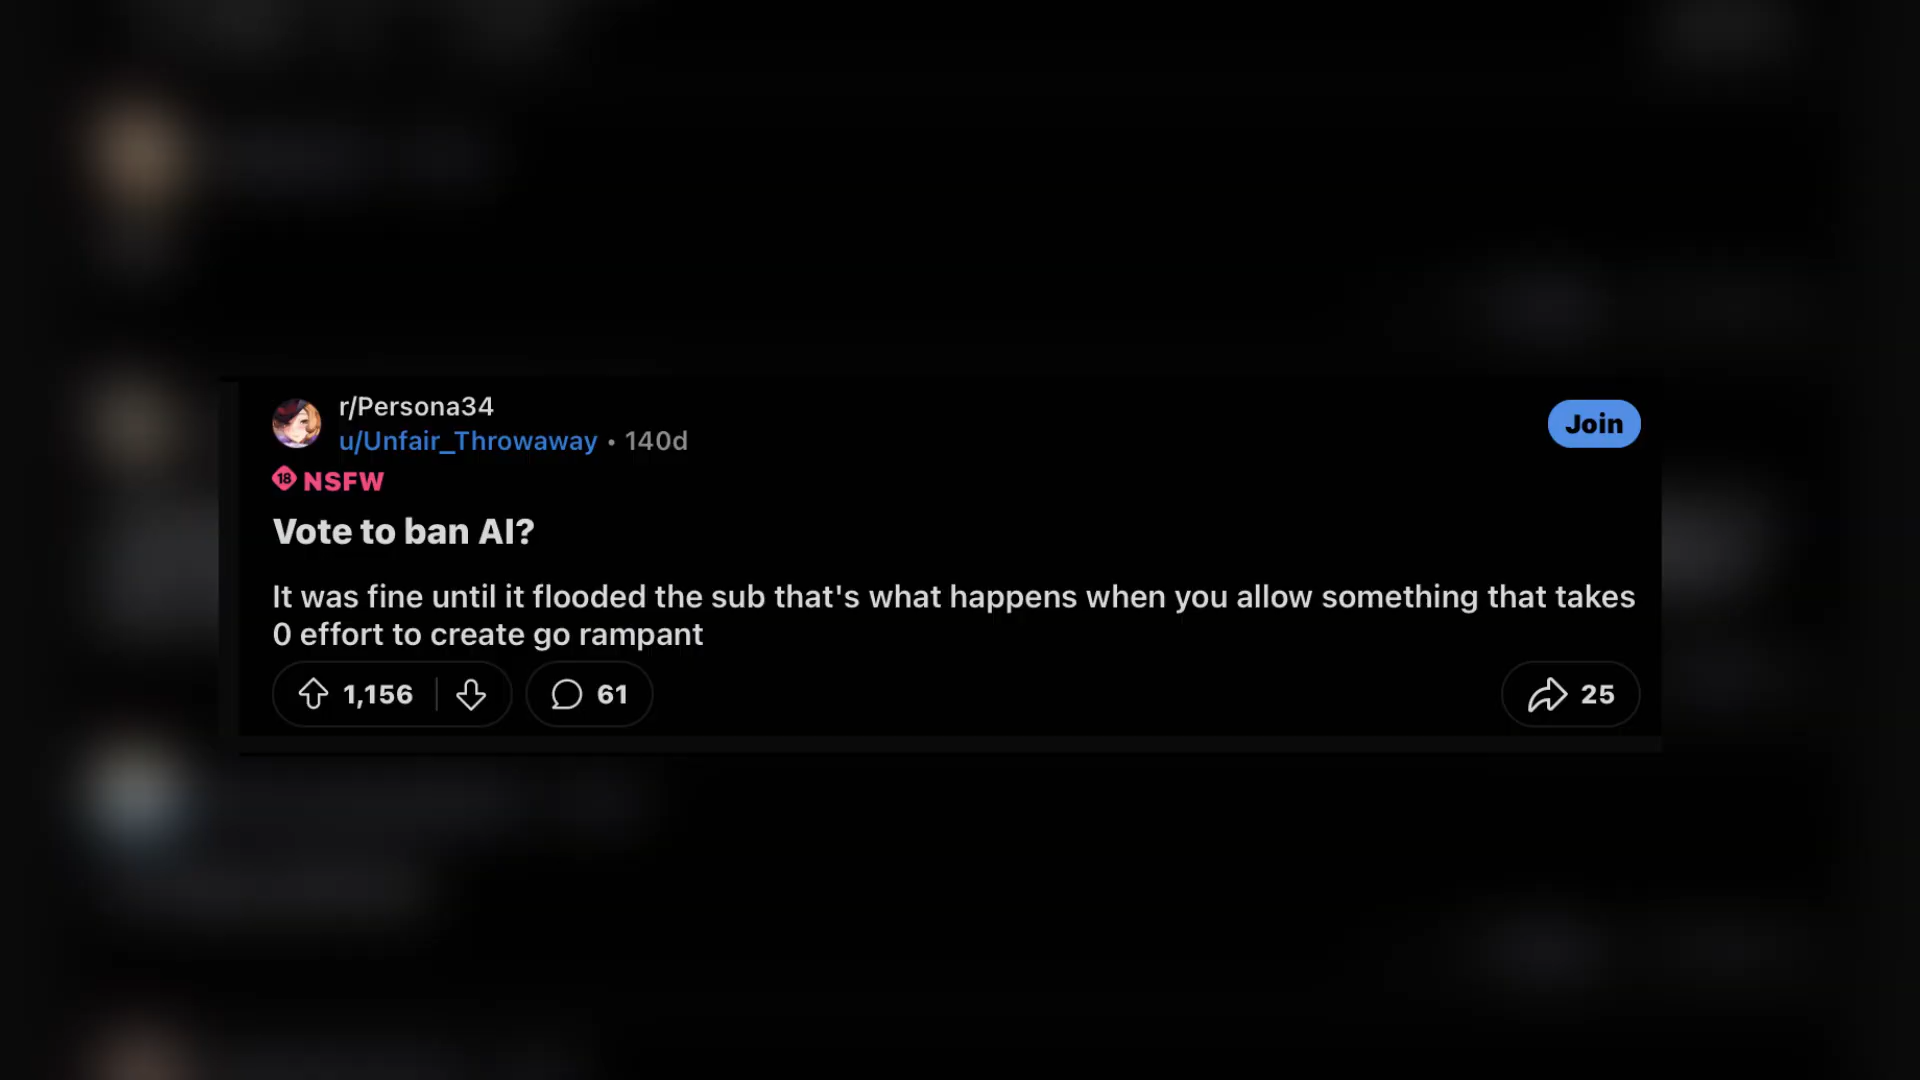 r/Persona34
u/Unfair_Throwaway • 140d
Join
18 NSFW
Vote to ban AI?
It was fine until it flooded the sub that's what happens when you allow something that takes
0 effort to create go rampant
1,156
61
25